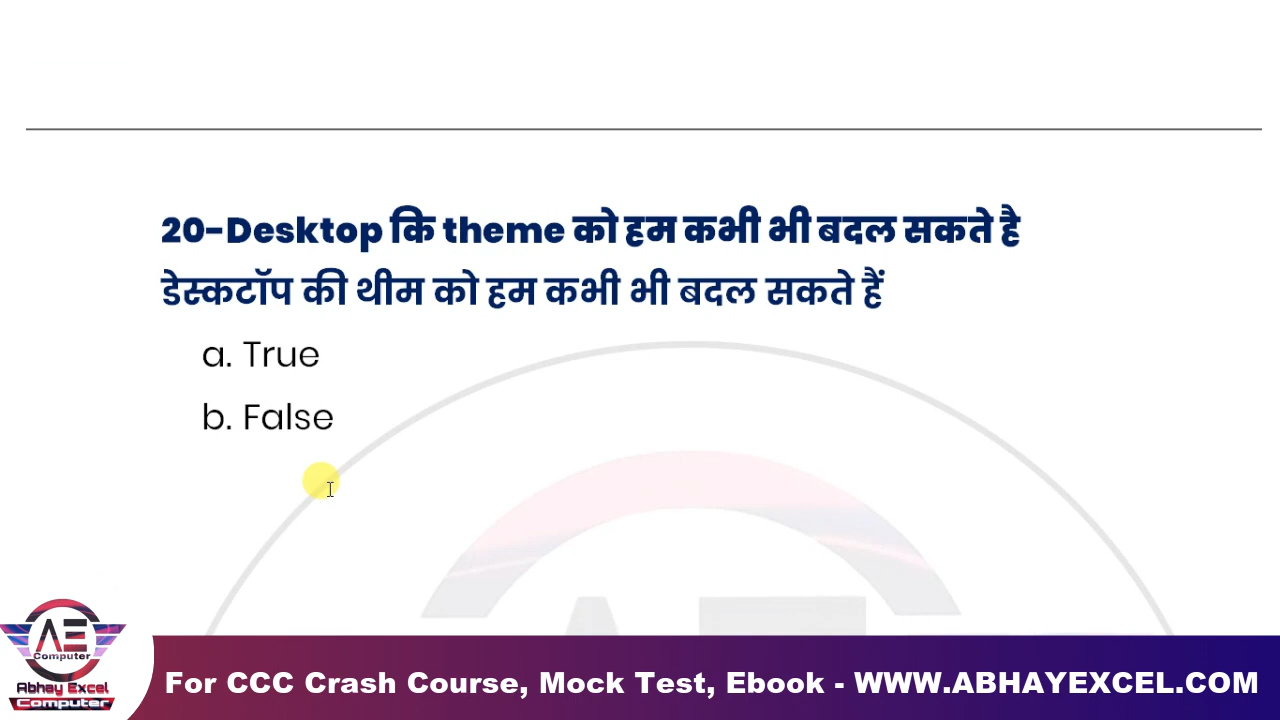 20-Desktop कि theme को हम कभी भी बदल सकते है
डेस्कटॉप की थीम को हम कभी भी बदल सकते हैं
a. True
b. False
AE
Computer
Abhay Excel
Computer
For CCC Crash Course, Mock Test, Ebook - WWW.ABHAYEXCEL.COM